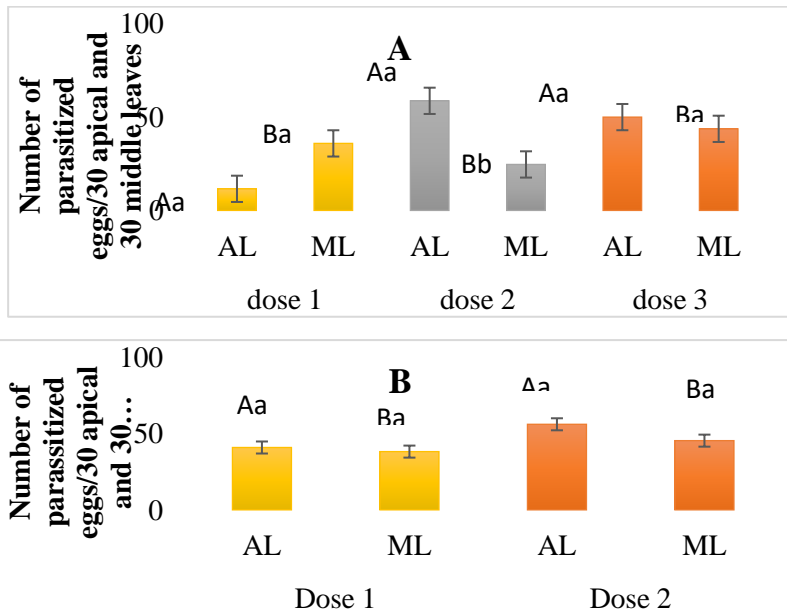 Number of
parasitized
eggs/30 apical and
30 middle leaves
100
50
0
A
Aa
Ba
Aa
Bb
Aa
Ba
AL
ML
AL
ML
AL
ML
dose 1
dose 2
dose 3
Number of
parassitized
eggs/30 apical
and 30…
100
50
0
B
Aa
Ba
Aa
Ba
AL
ML
AL
ML
Dose 1
Dose 2